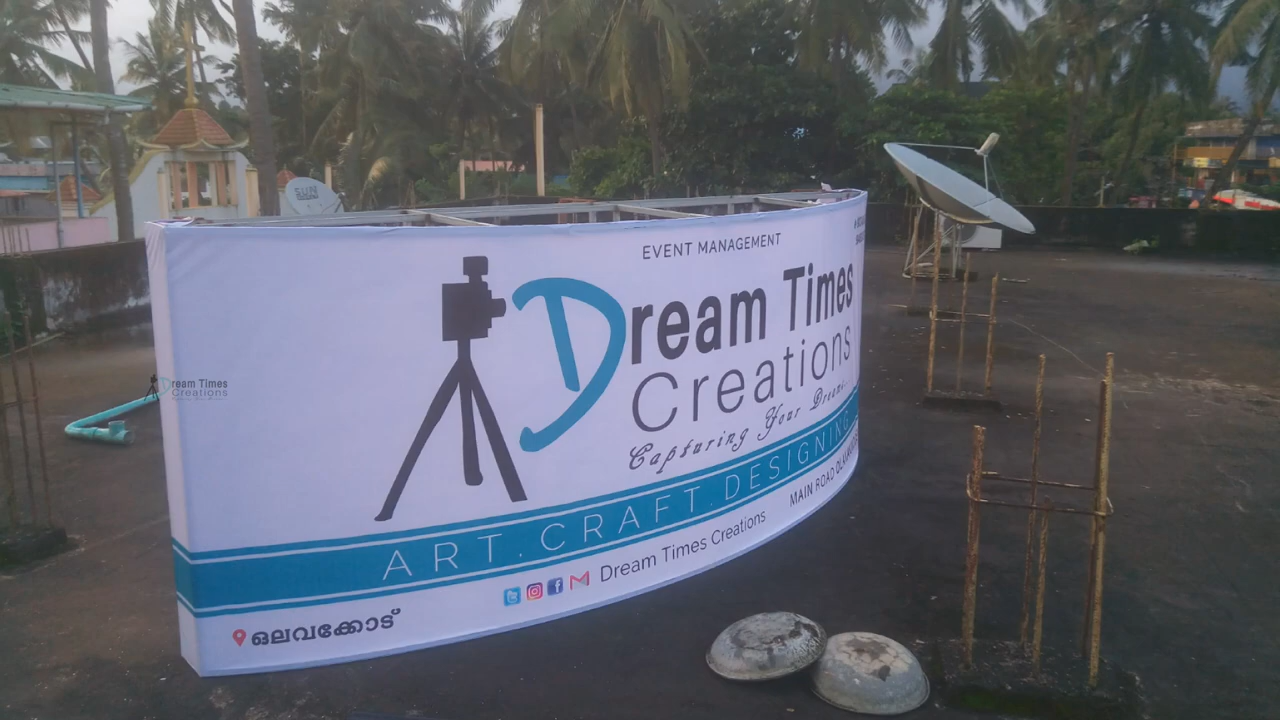 EVENT MANAGEMENT
Dream Times
Creations
Capturing Your Dreams..
ART.CRAFT.DESIGNING
Dream Times Creations
MAIN ROAD
ഒലവക്കോട്
Dream Times
Creations